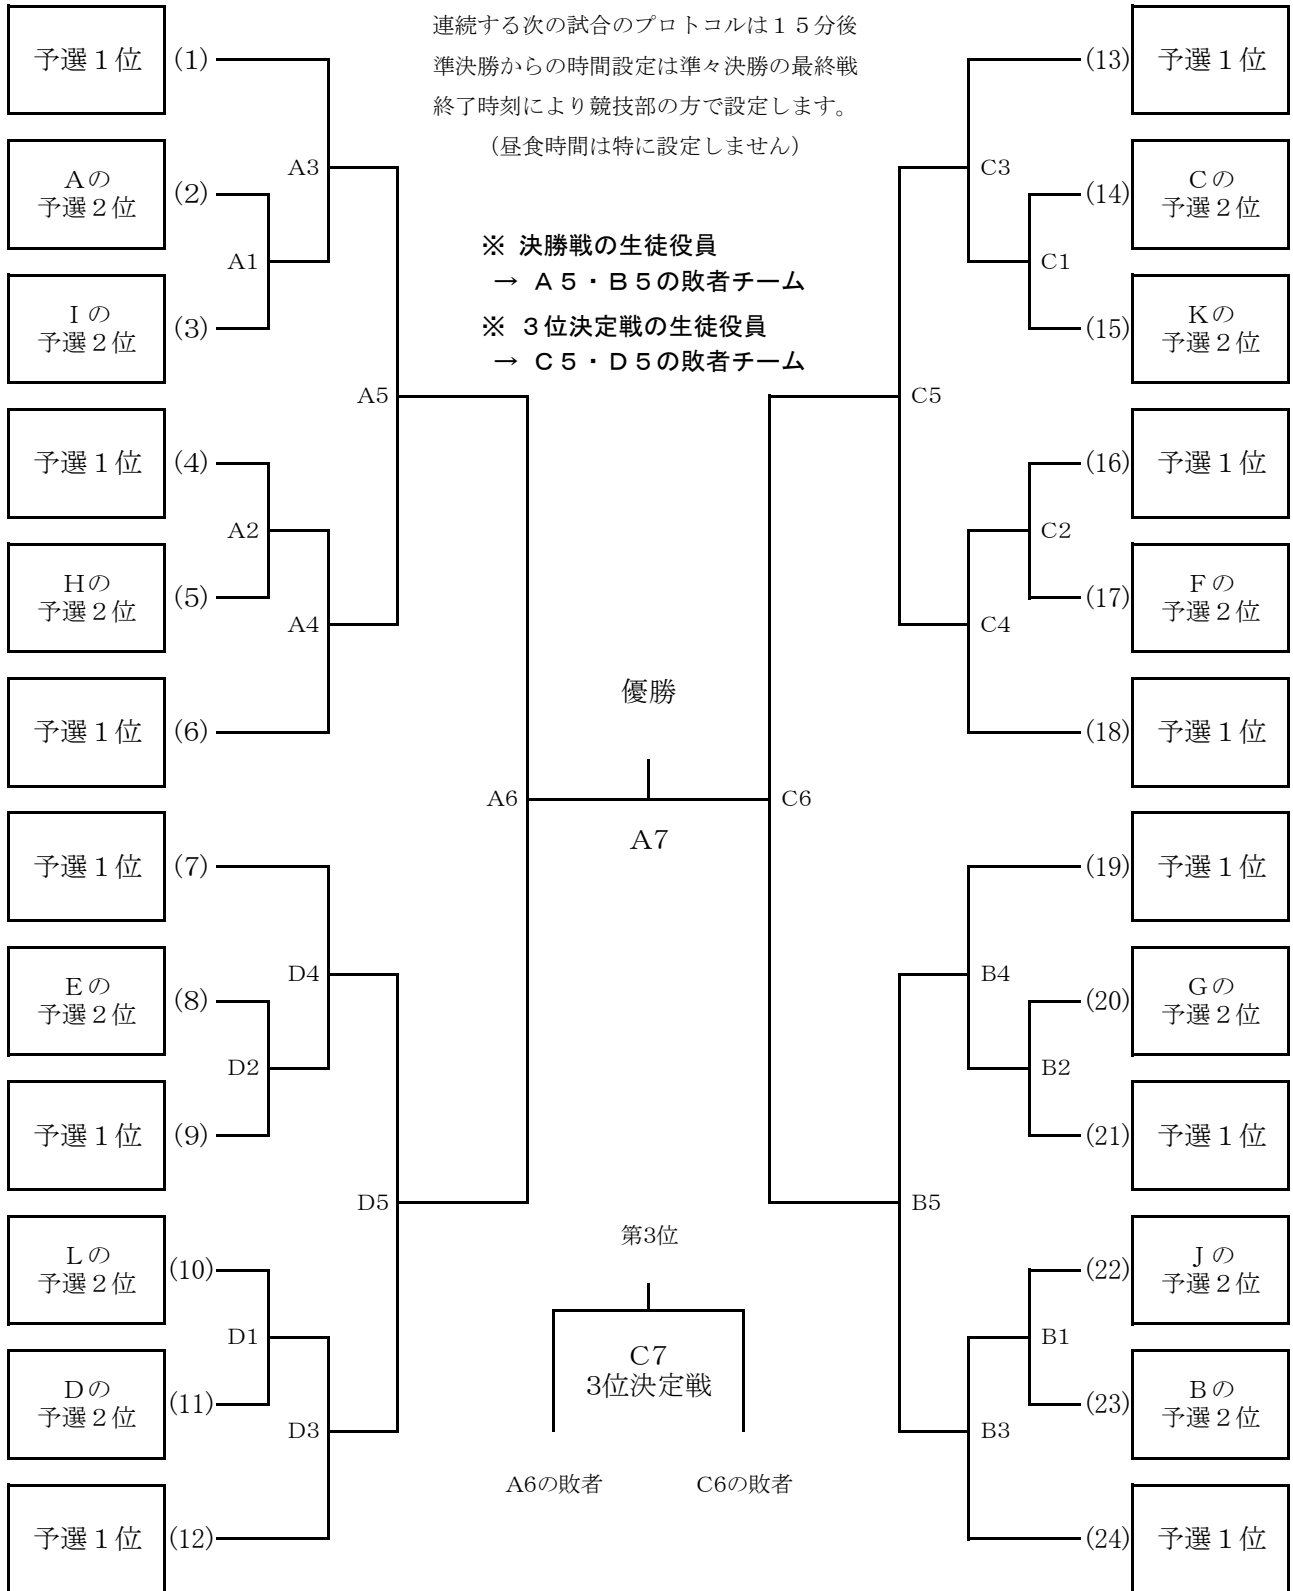 連続する次の試合のプロトコルは１５分後
準決勝からの時間設定は準々決勝の最終戦
終了時刻により競技部の方で設定します。
（昼食時間は特に設定しません）
※ 決勝戦の生徒役員
→ Ａ５・Ｂ５の敗者チーム
※ ３位決定戦の生徒役員
→ Ｃ５・Ｄ５の敗者チーム
予選１位 (1)
Ａの
予選２位 (2)
Ｉの
予選２位 (3)
予選１位 (4)
Ｈの
予選２位 (5)
予選１位 (6)
予選１位 (7)
Ｅの
予選２位 (8)
予選１位 (9)
Ｌの
予選２位 (10)
Ｄの
予選２位 (11)
予選１位 (12)
A3
A1
A5
A2
A4
A6
D4
D2
D5
D1
D3
優勝
A7
第3位
C7
3位決定戦
A6の敗者
C6の敗者
C3
C1
C5
C2
C4
C6
B4
B2
B5
B1
B3
(13) 予選１位
(14) Ｃの
予選２位
(15) Ｋの
予選２位
(16) 予選１位
(17) Ｆの
予選２位
(18) 予選１位
(19) 予選１位
(20) Ｇの
予選２位
(21) 予選１位
(22) Ｊの
予選２位
(23) Ｂの
予選２位
(24) 予選１位